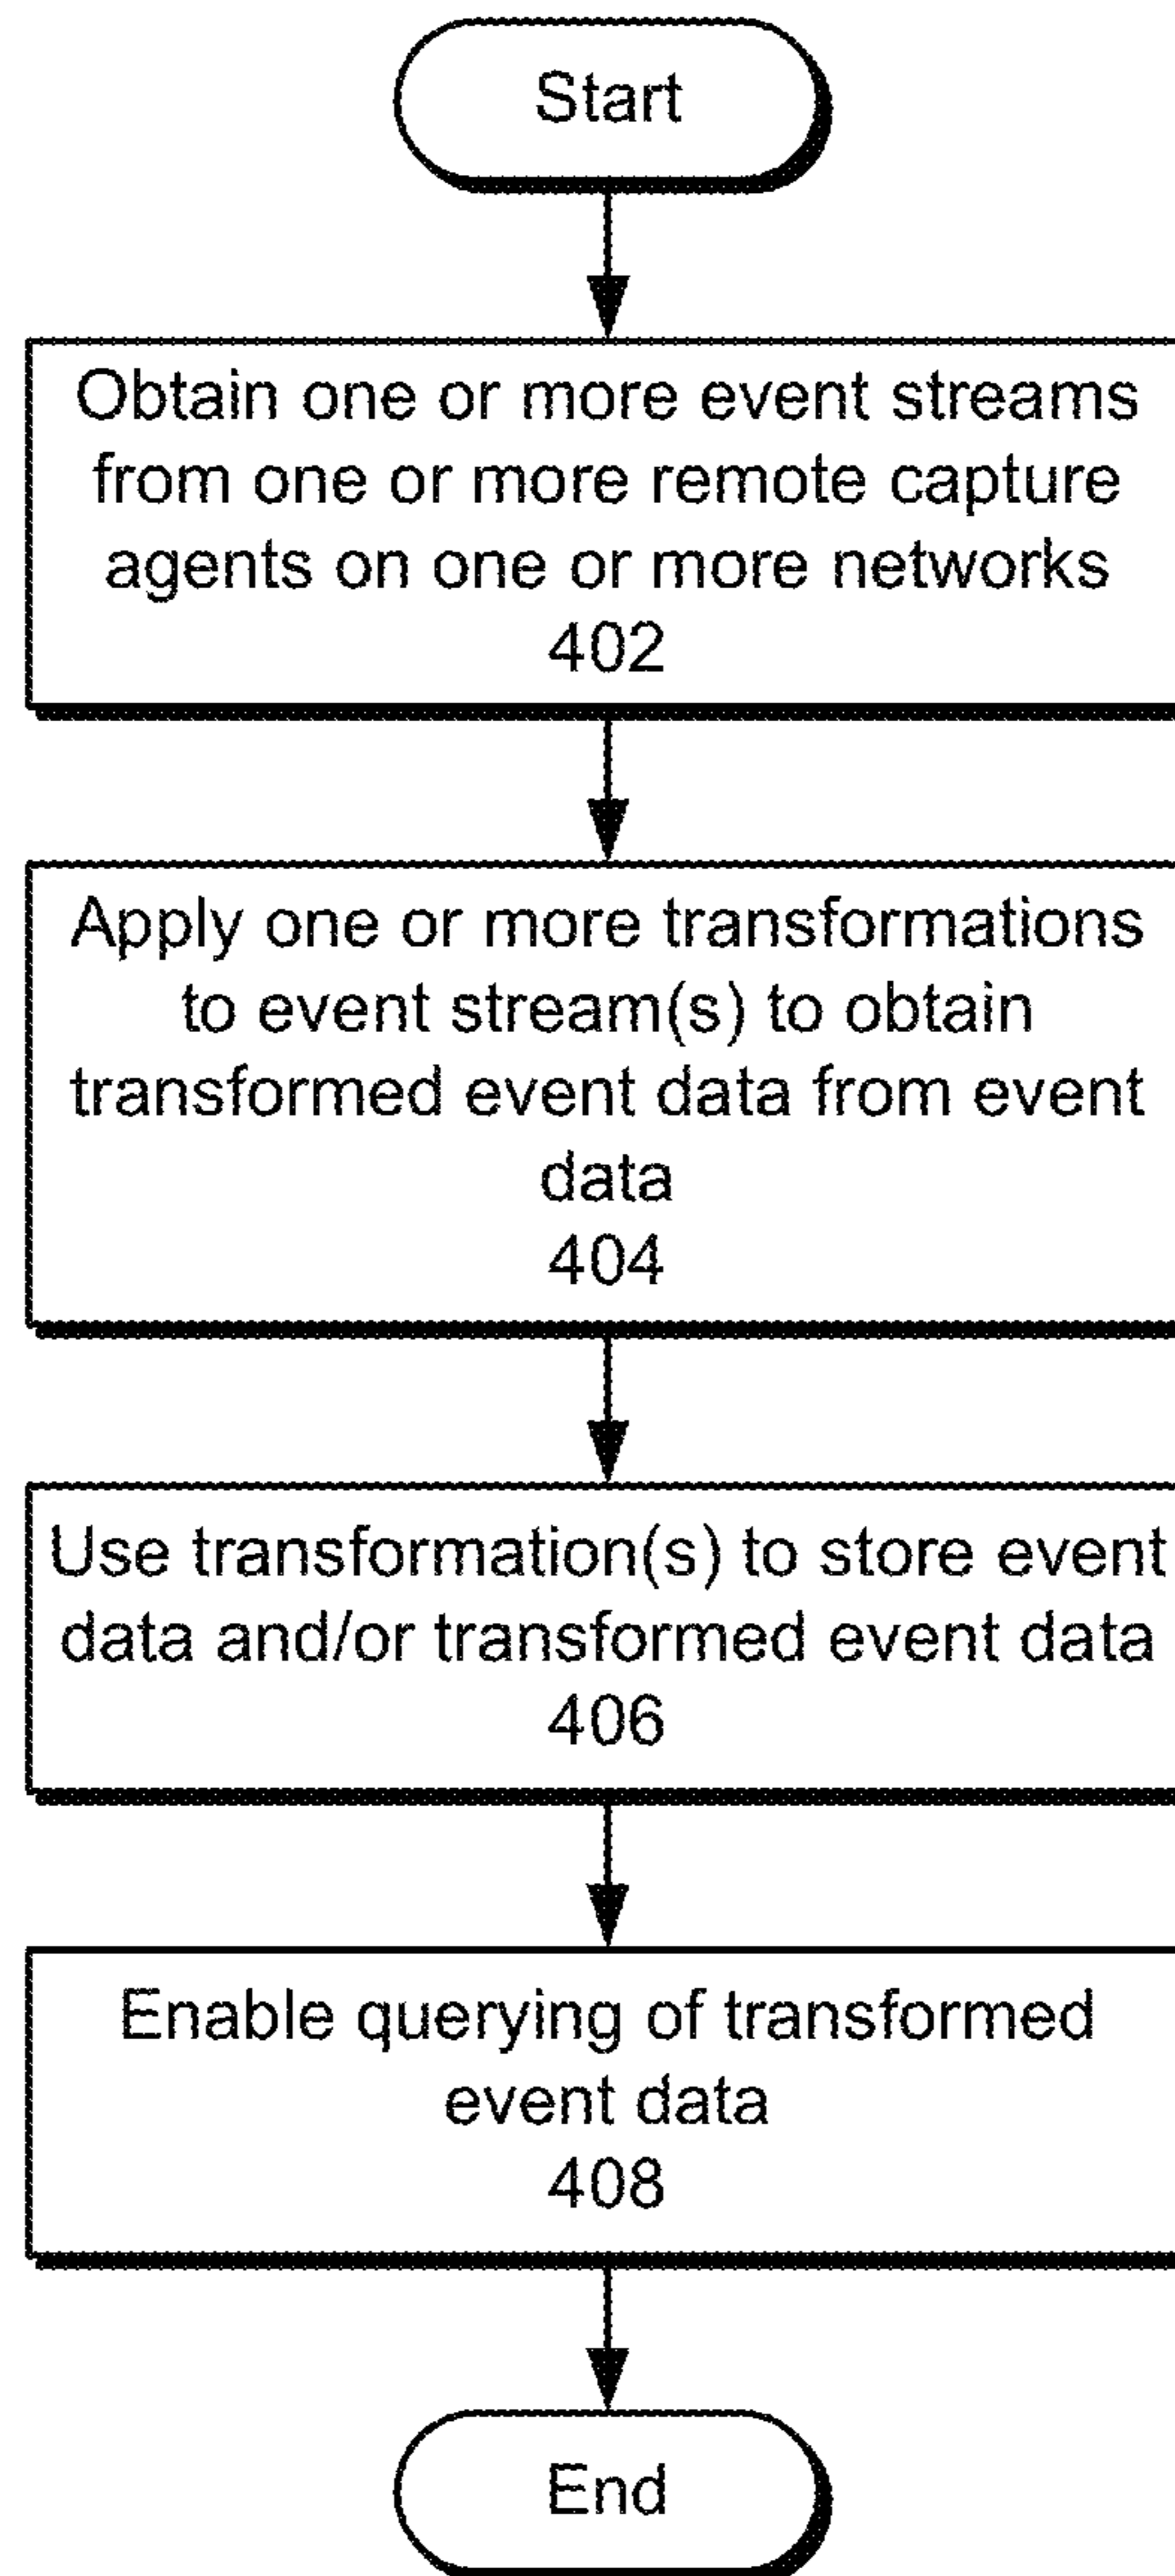 Start
Obtain one or more event streams
from one or more remote capture
agents on one or more networks
402
Apply one or more transformations
to event stream(s) to obtain
transformed event data from event
data
404
Use transformation(s) to store event
data and/or transformed event data
406
Enable querying of transformed
event data
408
End